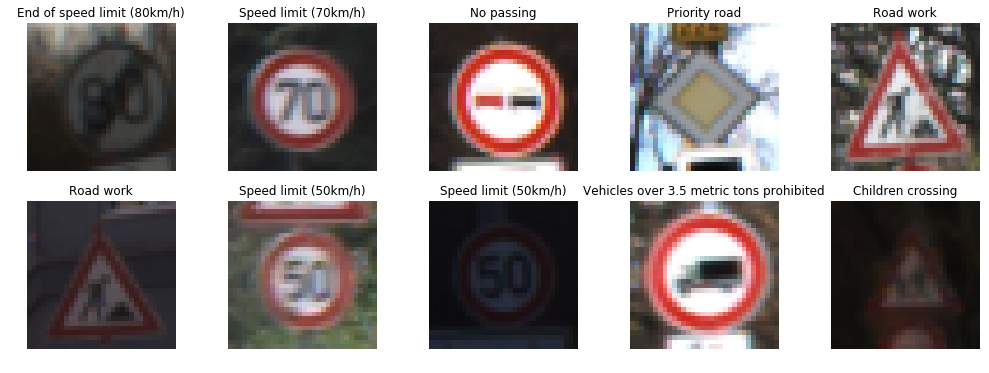 End of speed limit (80km/h)
Speed limit (70km/h)
No passing
Priority road
Road work
80
70
Road work
Speed limit (50km/h)
Speed limit (50km/h)
Vehicles over 3.5 metric tons prohibited
Children crossing
50
50